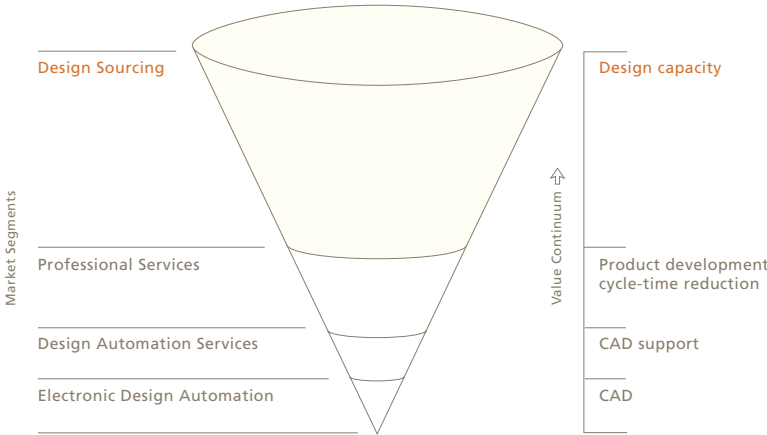 Design Sourcing
Design capacity
Market Segments
Value Continuum
Professional Services
Product development
cycle-time reduction
Design Automation Services
CAD support
Electronic Design Automation
CAD